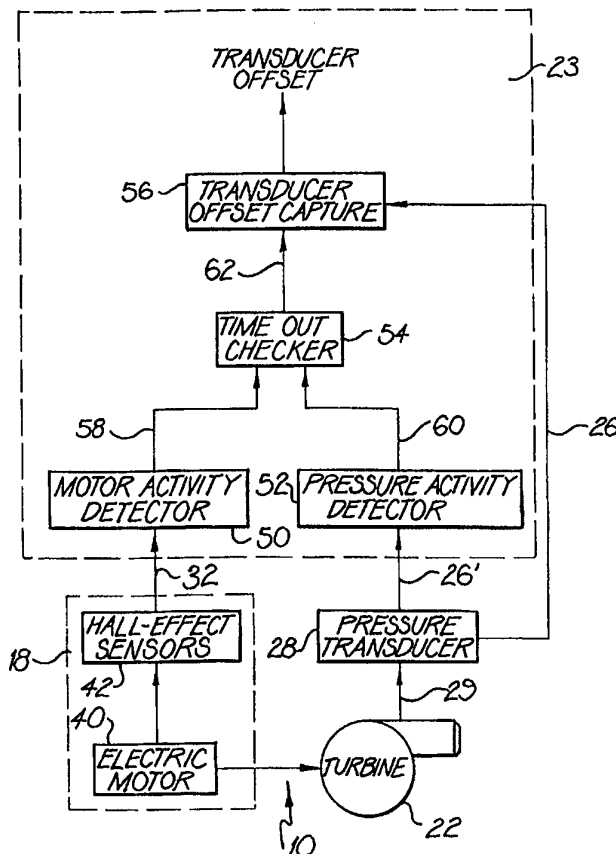 TRANSDUCER
OFFSET
23
56
TRANSDUCER
OFFSET CAPTURE
62
TIME OUT
CHECKER
54
58
60
26
MOTOR ACTIVITY
DETECTOR
50
52
PRESSURE ACTIVITY
DETECTOR
32
26'
18
HALL-EFFECT
SENSORS
42
28
PRESSURE
TRANSDUCER
29
40
ELECTRIC
MOTOR
TURBINE
10
22